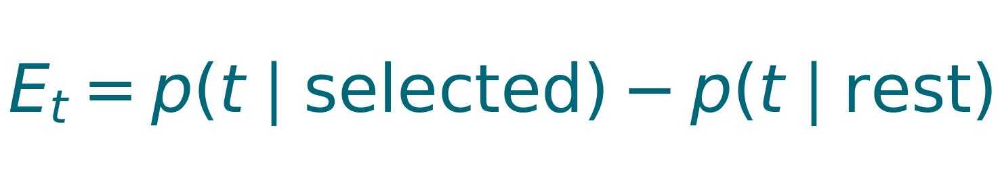 E_t = p(t | selected) − p(t | rest)